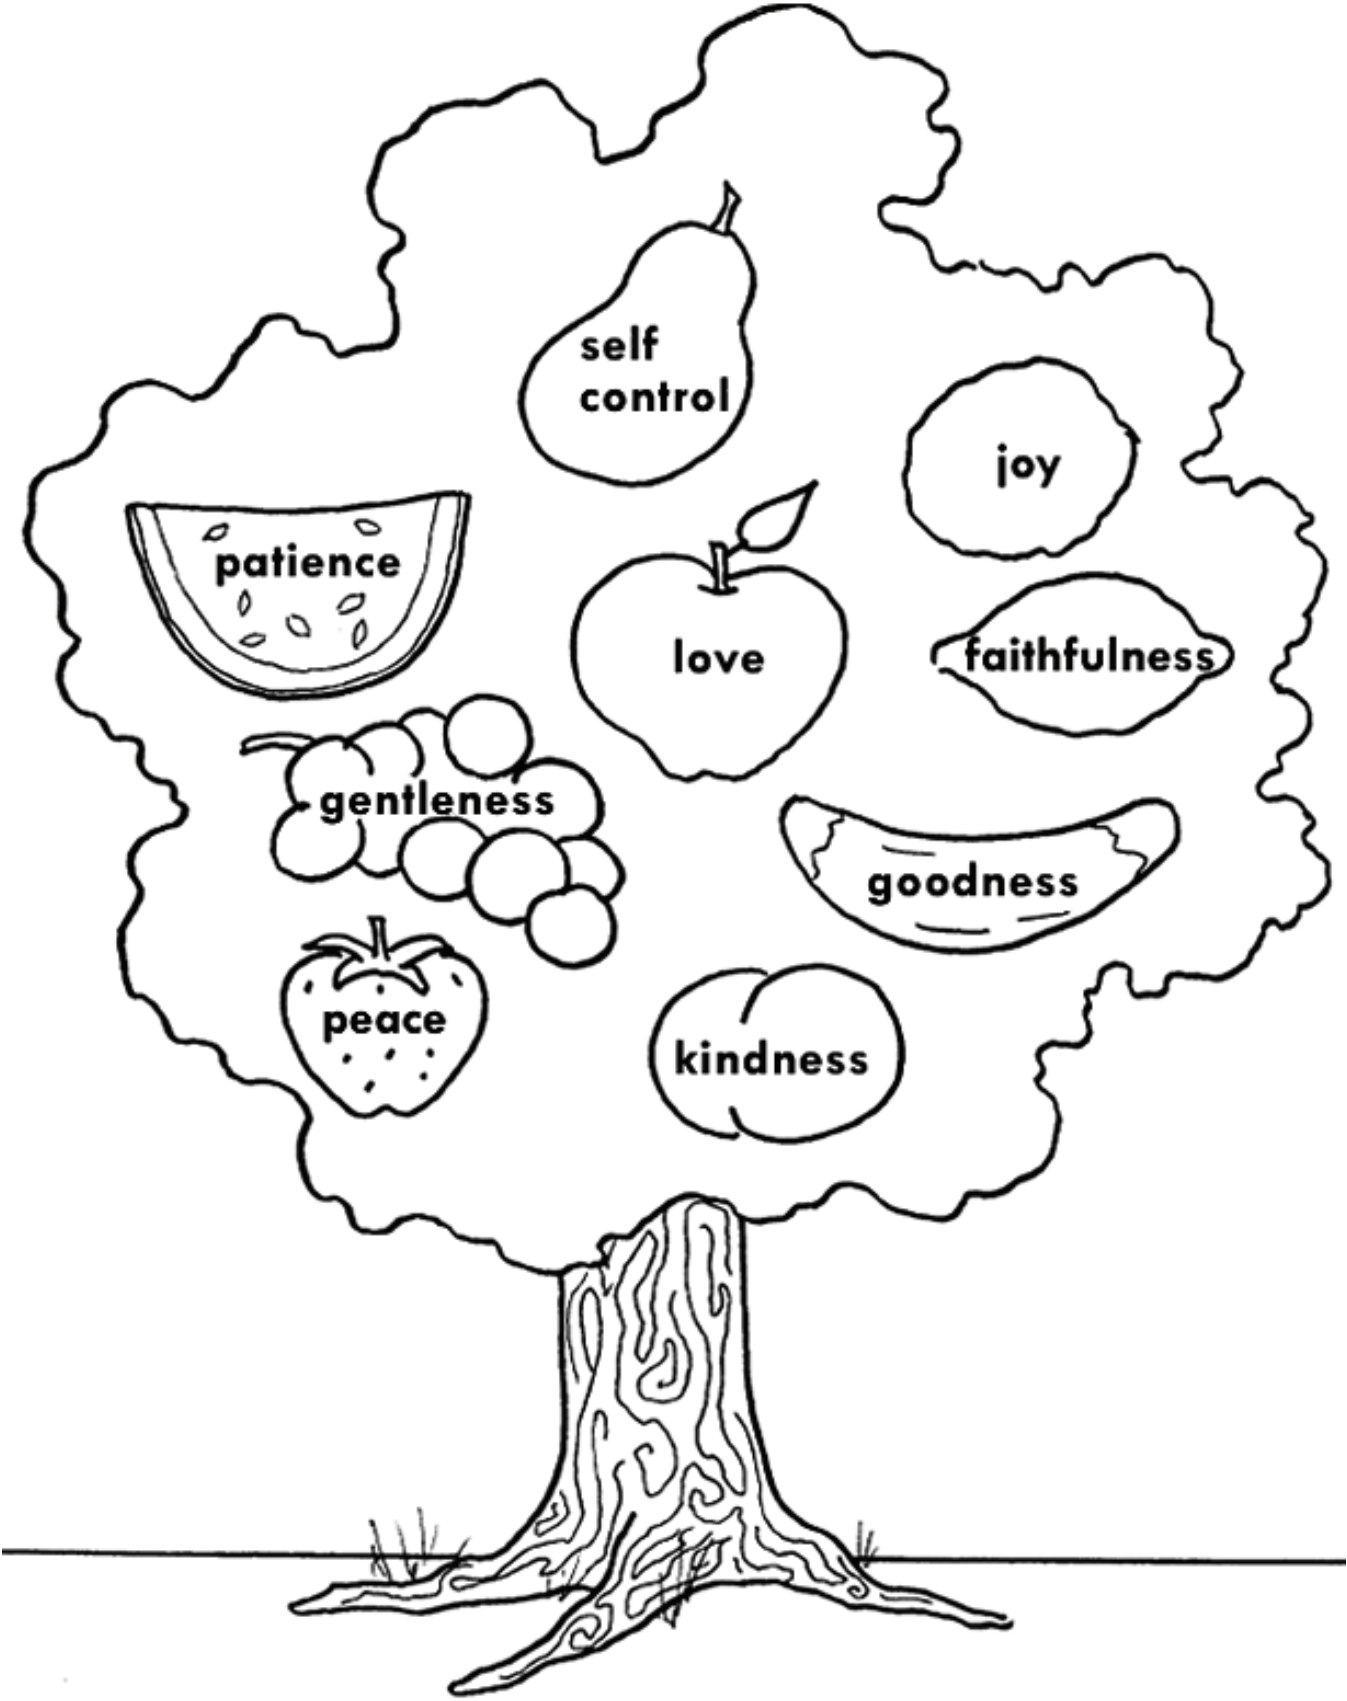 self
control
joy
patience
love
faithfulness
gentleness
goodness
peace
kindness